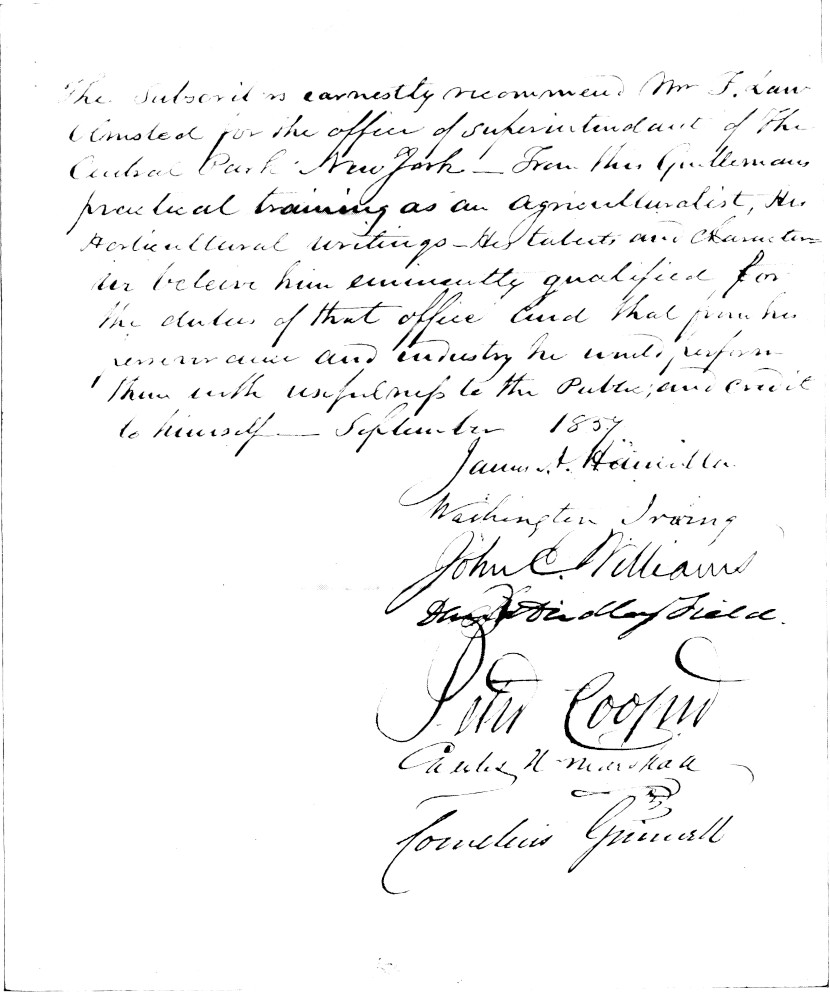 The Subscribers earnestly recommend Mr F. Law
Olmsted for the office of superintendant of The
Central Park New York — From this Gentlemans
practical training as an agriculturalist, His
Horticultural writings — His talents and character
we beleive him eminently qualified for
the duties of that office And that from his
perseverance and industry he would perform
them with usefulness to the Public, and credit
to himself — September 1857
James A. Hamilton
Washington Irving
John C. Williams
David Dudley Field.
Peter Cooper
Charles H Marshall
Cornelius Grinnell